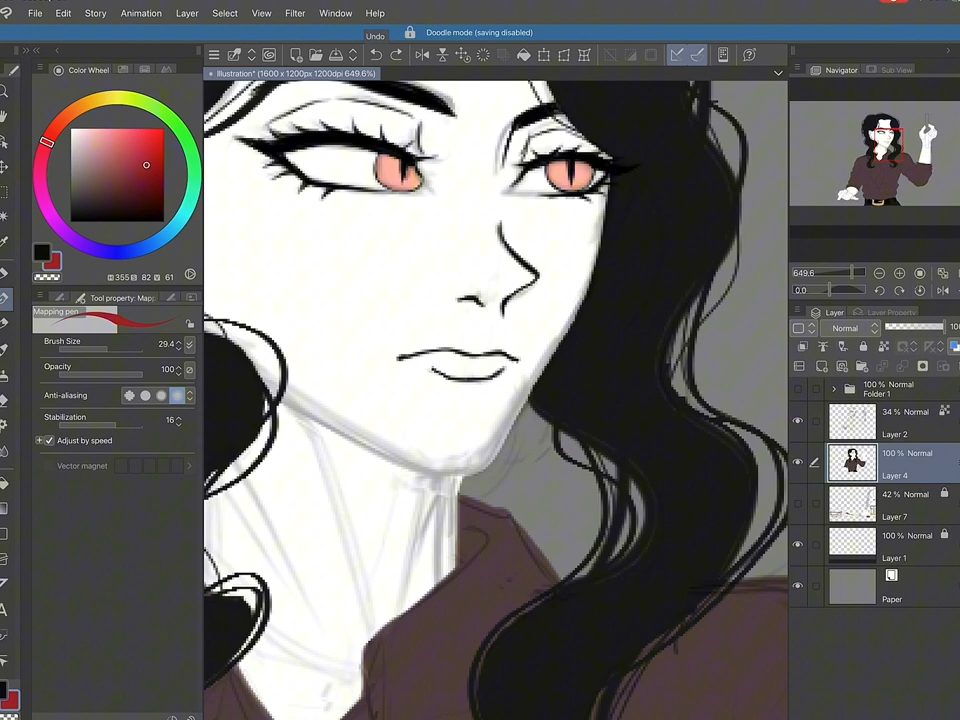 File Edit Story Animation Layer Select View Filter Window Help
Undo
Doodle mode (saving disabled)
Illustration* (1600 x 1200px 1200dpi 649.6%)
Color Wheel
Navigator
Sub View
H 355 S 82 V 61
Tool property: Mapp
Mapping pen
Brush Size 29.4
Opacity 100
Anti-aliasing
Stabilization 16
Adjust by speed
Vector magnet
649.6
0.0
Layer
Layer Property
Normal
100 % Normal
Folder 1
34 % Normal
Layer 2
100 % Normal
Layer 4
42 % Normal
Layer 7
100 % Normal
Layer 1
Paper